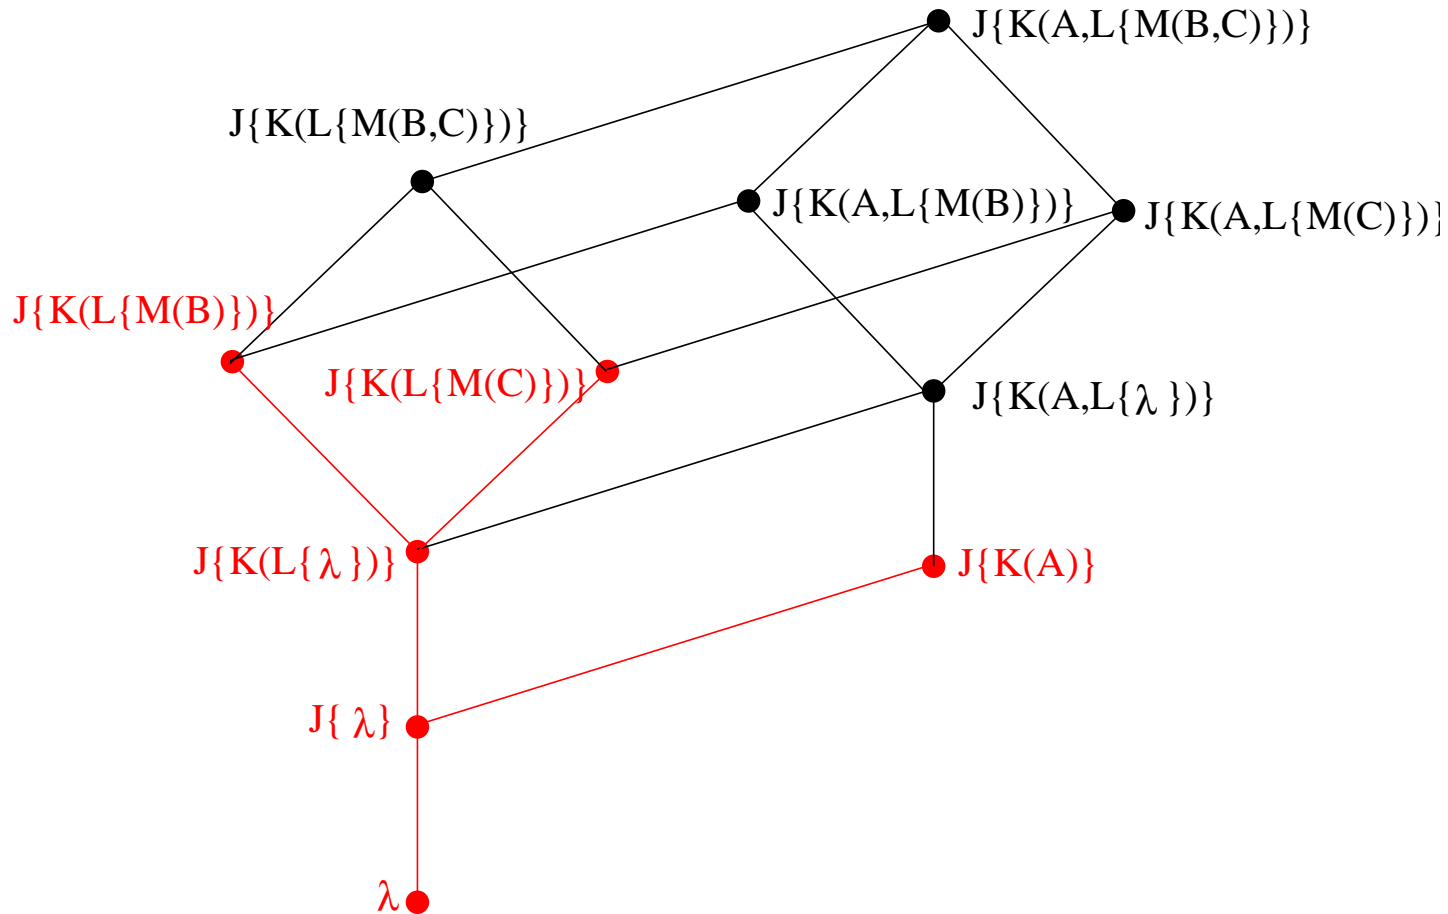 J{K(A,L{M(B,C)})}
J{K(L{M(B,C)})}
J{K(A,L{M(B)})}
J{K(A,L{M(C)})}
J{K(L{M(B)})}
J{K(L{M(C)})}
J{K(A,L{λ})}
J{K(L{λ})}
J{K(A)}
J{λ}
λ